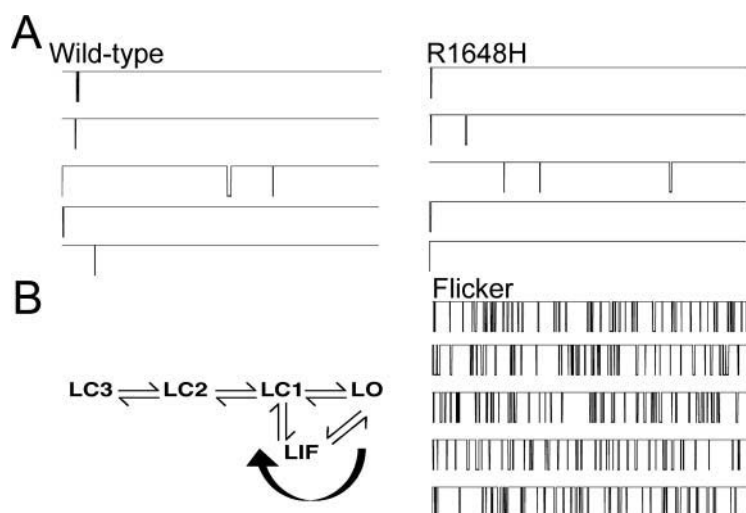 A
Wild-type
R1648H
B
Flicker
LC3 LC2 LC1 LO
LIF